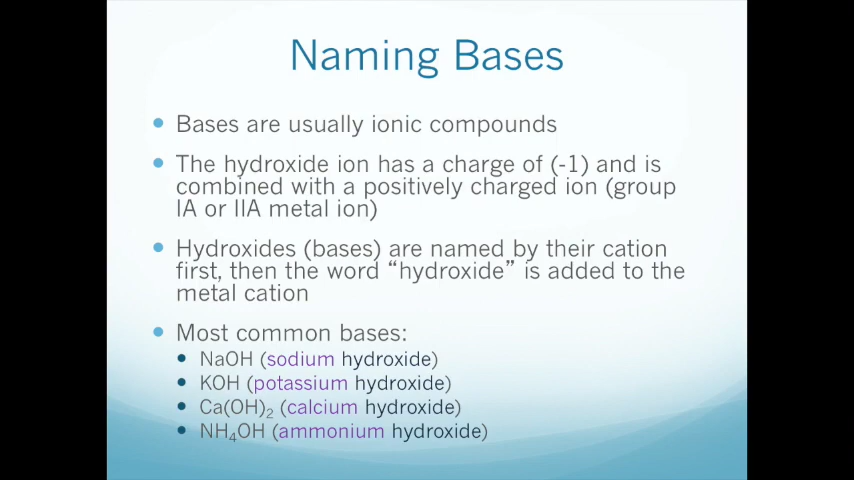 Naming Bases
• Bases are usually ionic compounds
• The hydroxide ion has a charge of (-1) and is
combined with a positively charged ion (group
IA or IIA metal ion)
• Hydroxides (bases) are named by their cation
first, then the word “hydroxide” is added to the
metal cation
• Most common bases:
• NaOH (sodium hydroxide)
• KOH (potassium hydroxide)
• Ca(OH)₂ (calcium hydroxide)
• NH₄OH (ammonium hydroxide)